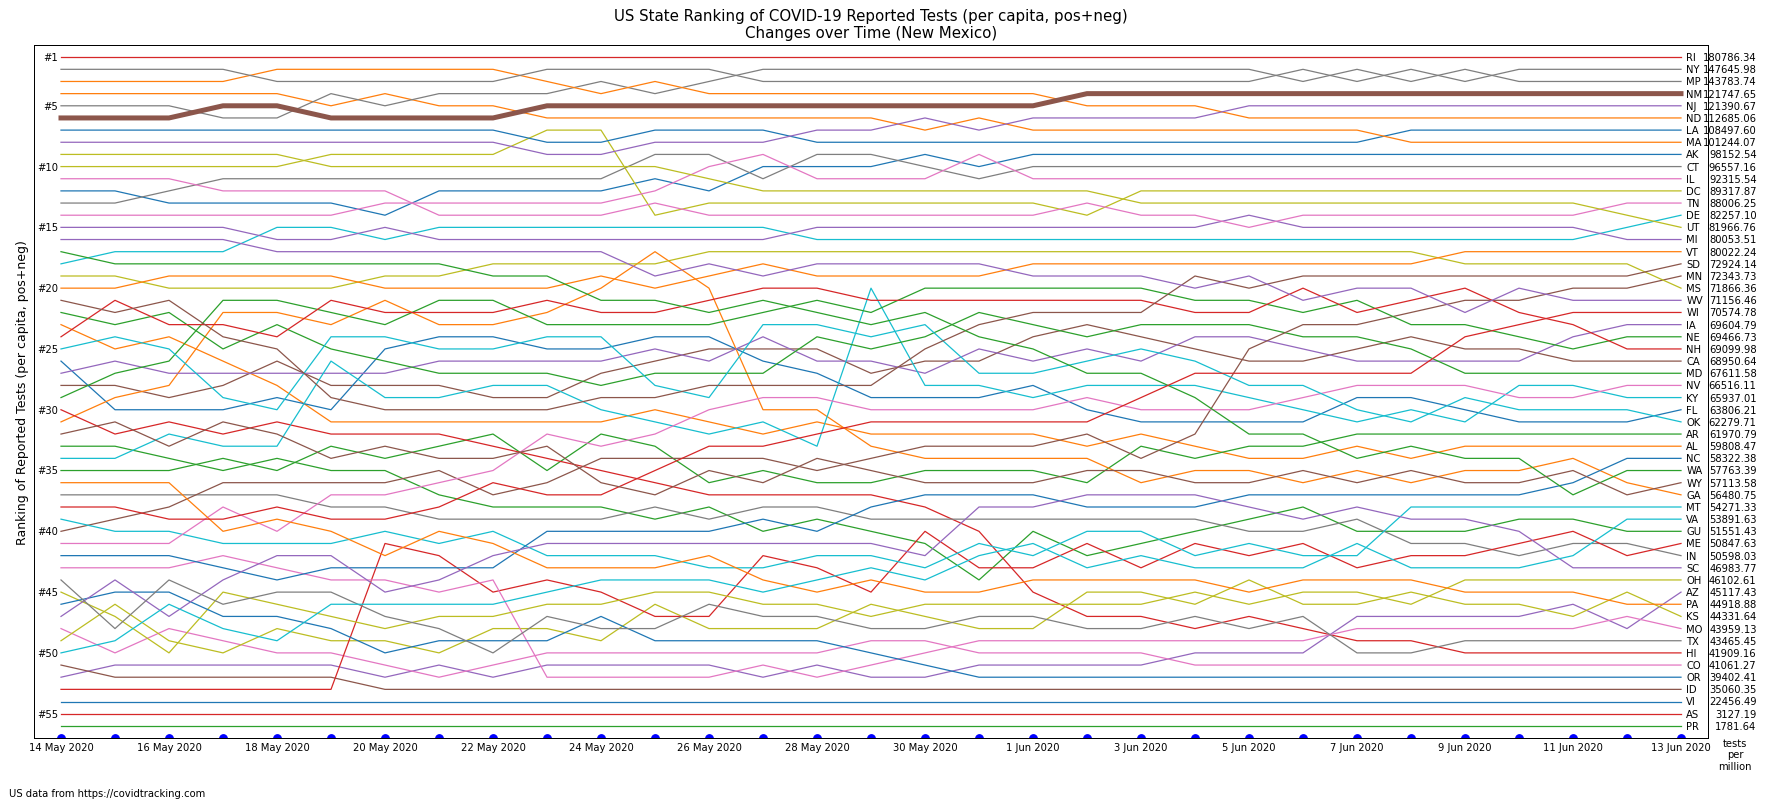 US State Ranking of COVID-19 Reported Tests (per capita, pos+neg)
Changes over Time (New Mexico)
Ranking of Reported Tests (per capita, pos+neg)
#1
#5
#10
#15
#20
#25
#30
#35
#40
#45
#50
#55
RI 180786.34
NY 147645.98
MP 143783.74
NM 121747.65
NJ 121390.67
ND 112685.06
LA 108497.60
MA 101244.07
AK 98152.54
CT 96557.16
IL 92315.54
DC 89317.87
TN 88006.25
DE 82257.10
UT 81966.76
MI 80053.51
VT 80022.24
SD 72924.14
MN 72343.73
MS 71866.36
WV 71156.46
WI 70574.78
IA 69604.79
NE 69466.73
NH 69099.98
CA 68950.64
MD 67611.58
NV 66516.11
KY 65937.01
FL 63806.21
OK 62279.71
AR 61970.79
AL 59808.47
NC 58322.38
WA 57763.39
WY 57113.58
GA 56480.75
MT 54271.33
VA 53891.63
GU 51551.43
ME 50847.63
IN 50598.03
SC 46983.77
OH 46102.61
AZ 45117.43
PA 44918.88
KS 44331.64
MO 43959.13
TX 43465.45
HI 41909.16
CO 41061.27
OR 39402.41
ID 35060.35
VI 22456.49
AS 3127.19
PR 1781.64
14 May 2020 16 May 2020 18 May 2020 20 May 2020 22 May 2020 24 May 2020 26 May 2020 28 May 2020 30 May 2020 1 Jun 2020 3 Jun 2020 5 Jun 2020 7 Jun 2020 9 Jun 2020 11 Jun 2020 13 Jun 2020
tests
per
million
US data from https://covidtracking.com